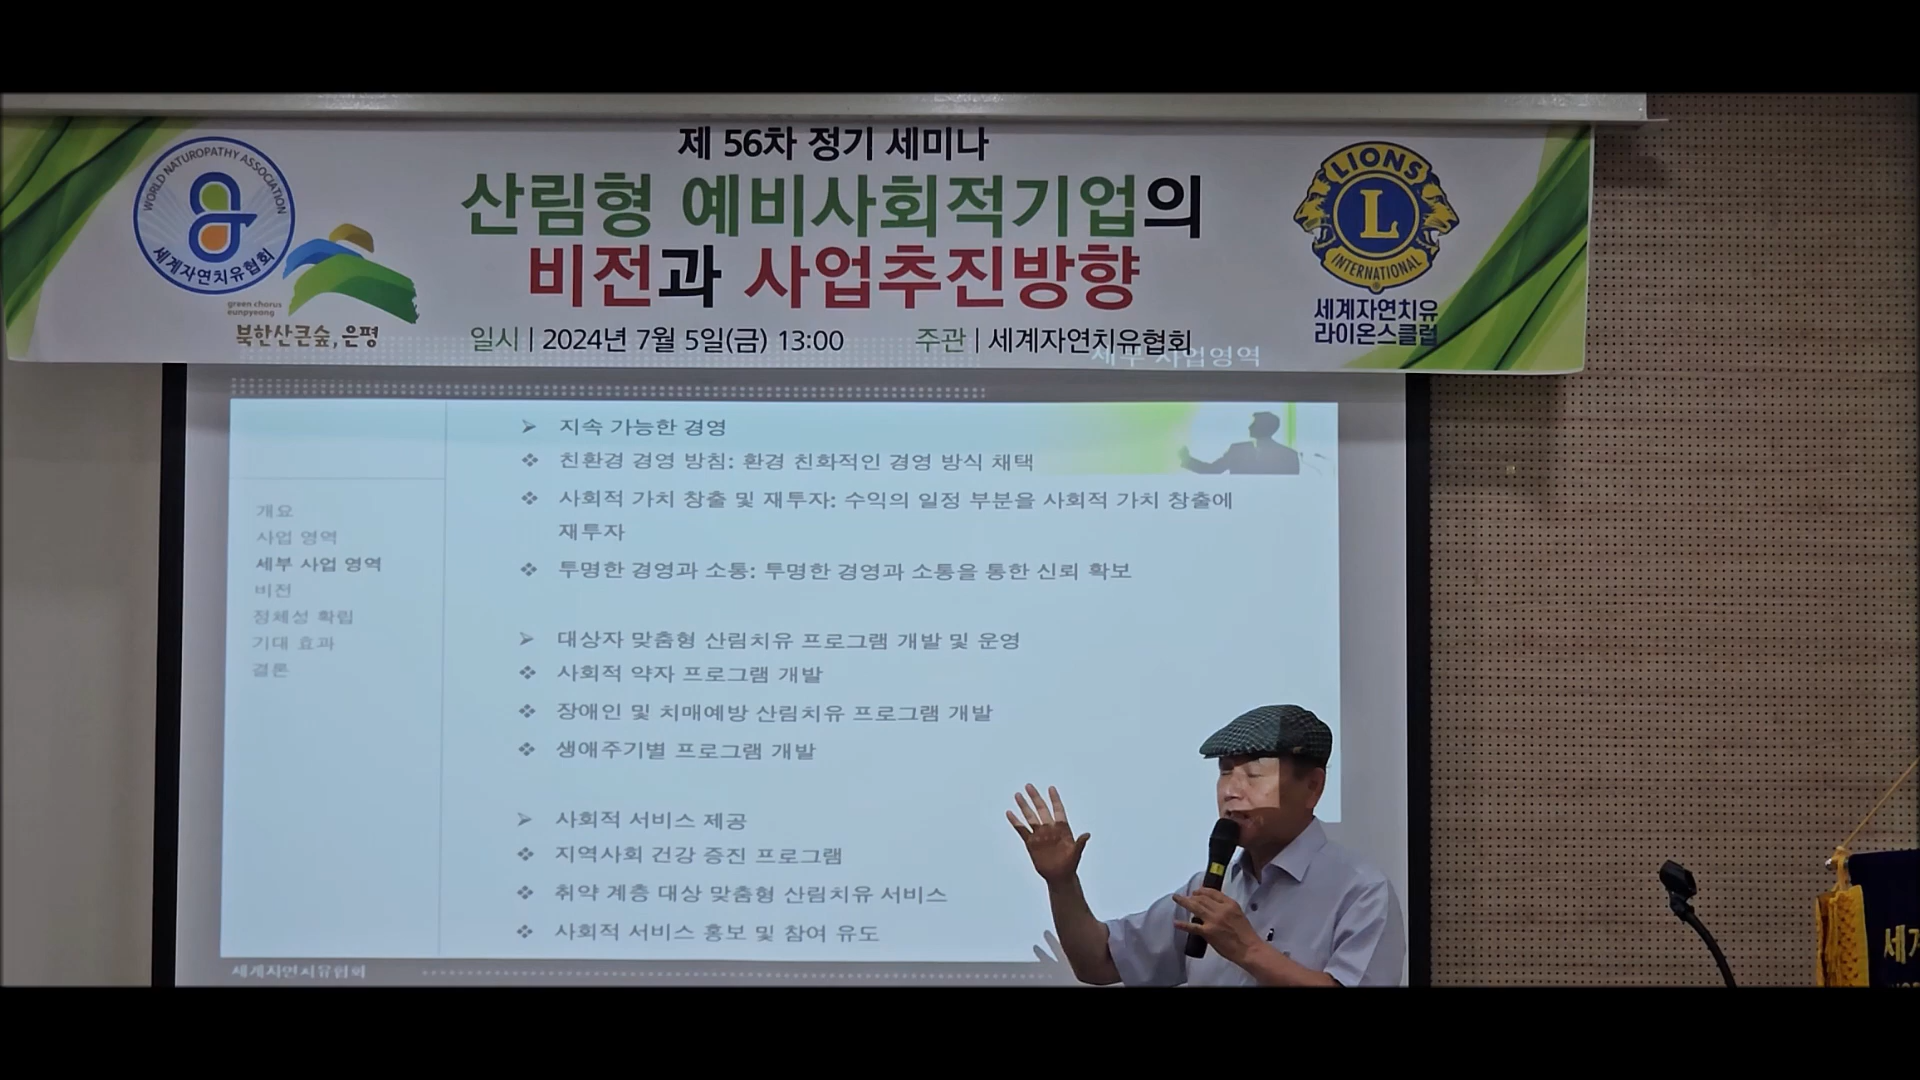 제 56차 정기 세미나
산림형 예비사회적기업의
비전과 사업추진방향
일시 | 2024년 7월 5일(금) 13:00
주관 | 세계자연치유협회
WORLD NATUROPATHY ASSOCIATION
세계자연치유협회
green chorus
eunpyeong
북한산큰숲, 은평
LIONS
L
INTERNATIONAL
세계자연치유
라이온스클럽
세부 사업영역
개요
사업 영역
세부 사업 영역
비전
정체성 확립
기대 효과
결론
➢ 지속 가능한 경영
❖ 친환경 경영 방침: 환경 친화적인 경영 방식 채택
❖ 사회적 가치 창출 및 재투자: 수익의 일정 부분을 사회적 가치 창출에
재투자
❖ 투명한 경영과 소통: 투명한 경영과 소통을 통한 신뢰 확보
➢ 대상자 맞춤형 산림치유 프로그램 개발 및 운영
❖ 사회적 약자 프로그램 개발
❖ 장애인 및 치매예방 산림치유 프로그램 개발
❖ 생애주기별 프로그램 개발
➢ 사회적 서비스 제공
❖ 지역사회 건강 증진 프로그램
❖ 취약 계층 대상 맞춤형 산림치유 서비스
❖ 사회적 서비스 홍보 및 참여 유도
세계자연치유협회